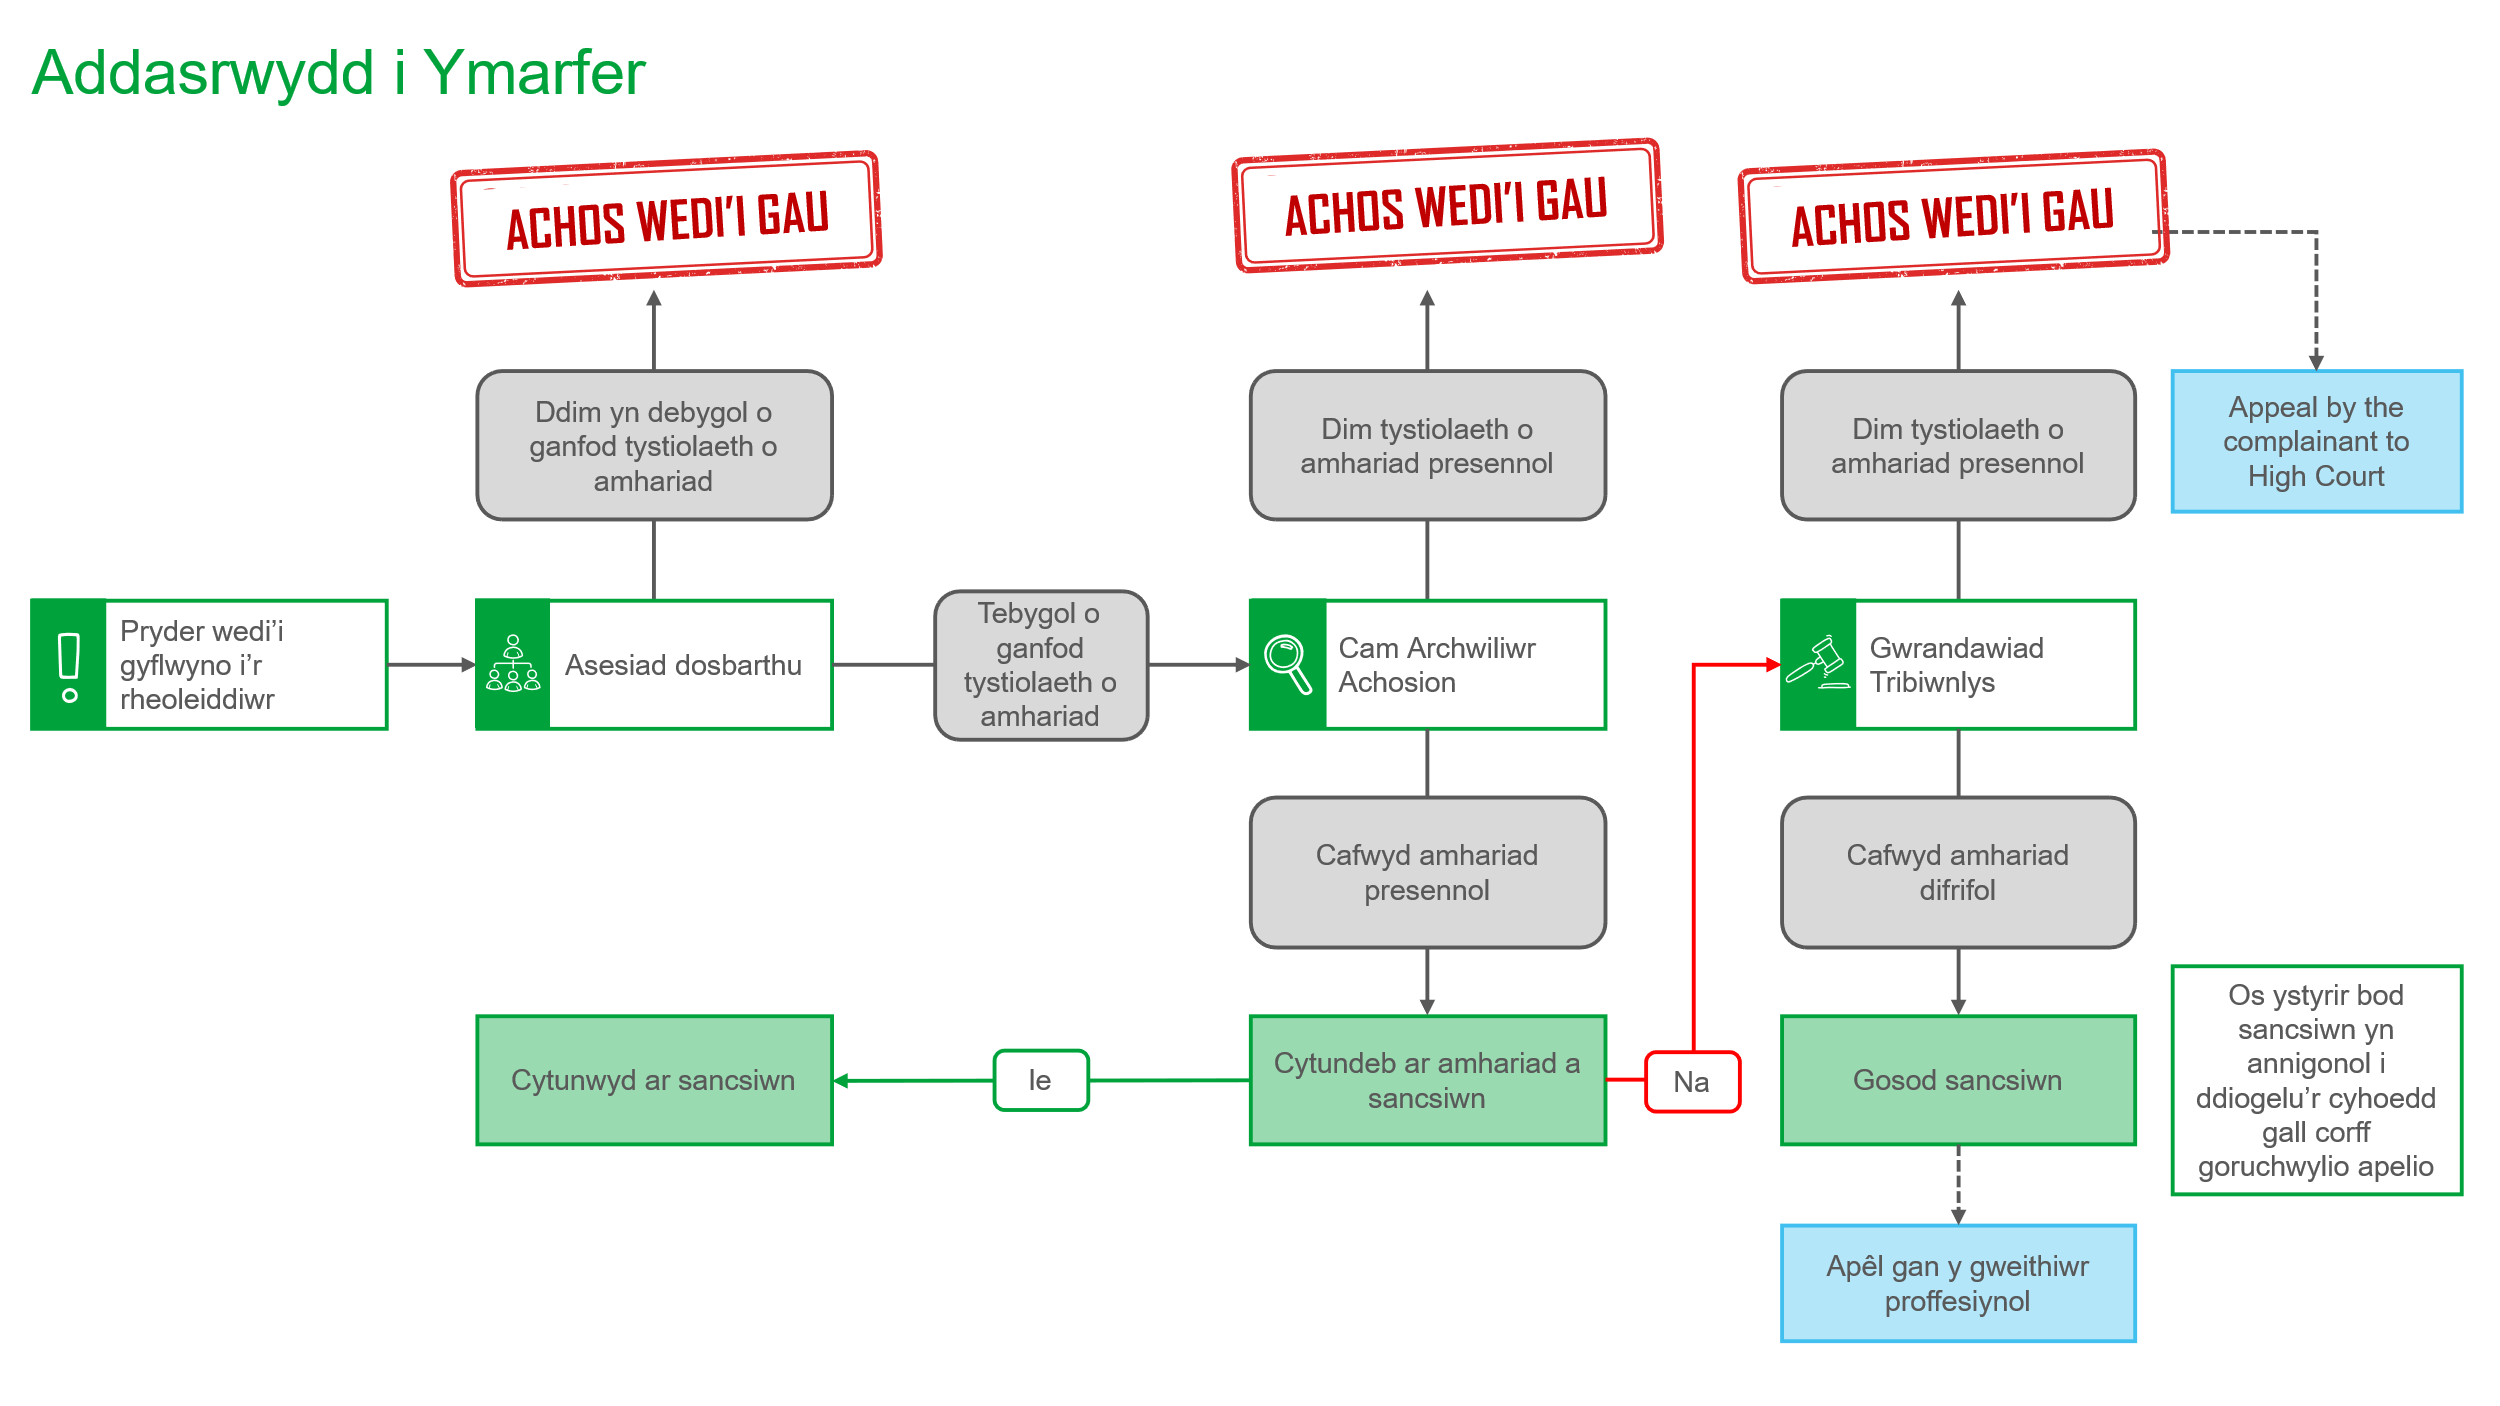 Addasrwydd i Ymarfer
ACHOS WEDI’I GAU
ACHOS WEDI’I GAU
ACHOS WEDI’I GAU
Ddim yn debygol o
ganfod tystiolaeth o
amhariad
Dim tystiolaeth o
amhariad presennol
Dim tystiolaeth o
amhariad presennol
Appeal by the
complainant to
High Court
Pryder wedi’i
gyflwyno i’r
rheoleiddiwr
Asesiad dosbarthu
Tebygol o
ganfod
tystiolaeth o
amhariad
Cam Archwiliwr
Achosion
Gwrandawiad
Tribiwnlys
Cafwyd amhariad
presennol
Cafwyd amhariad
difrifol
Cytunwyd ar sancsiwn
Ie
Cytundeb ar amhariad a
sancsiwn
Na
Gosod sancsiwn
Os ystyrir bod
sancsiwn yn
annigonol i
ddiogelu’r cyhoedd
gall corff
goruchwylio apelio
Apêl gan y gweithiwr
proffesiynol